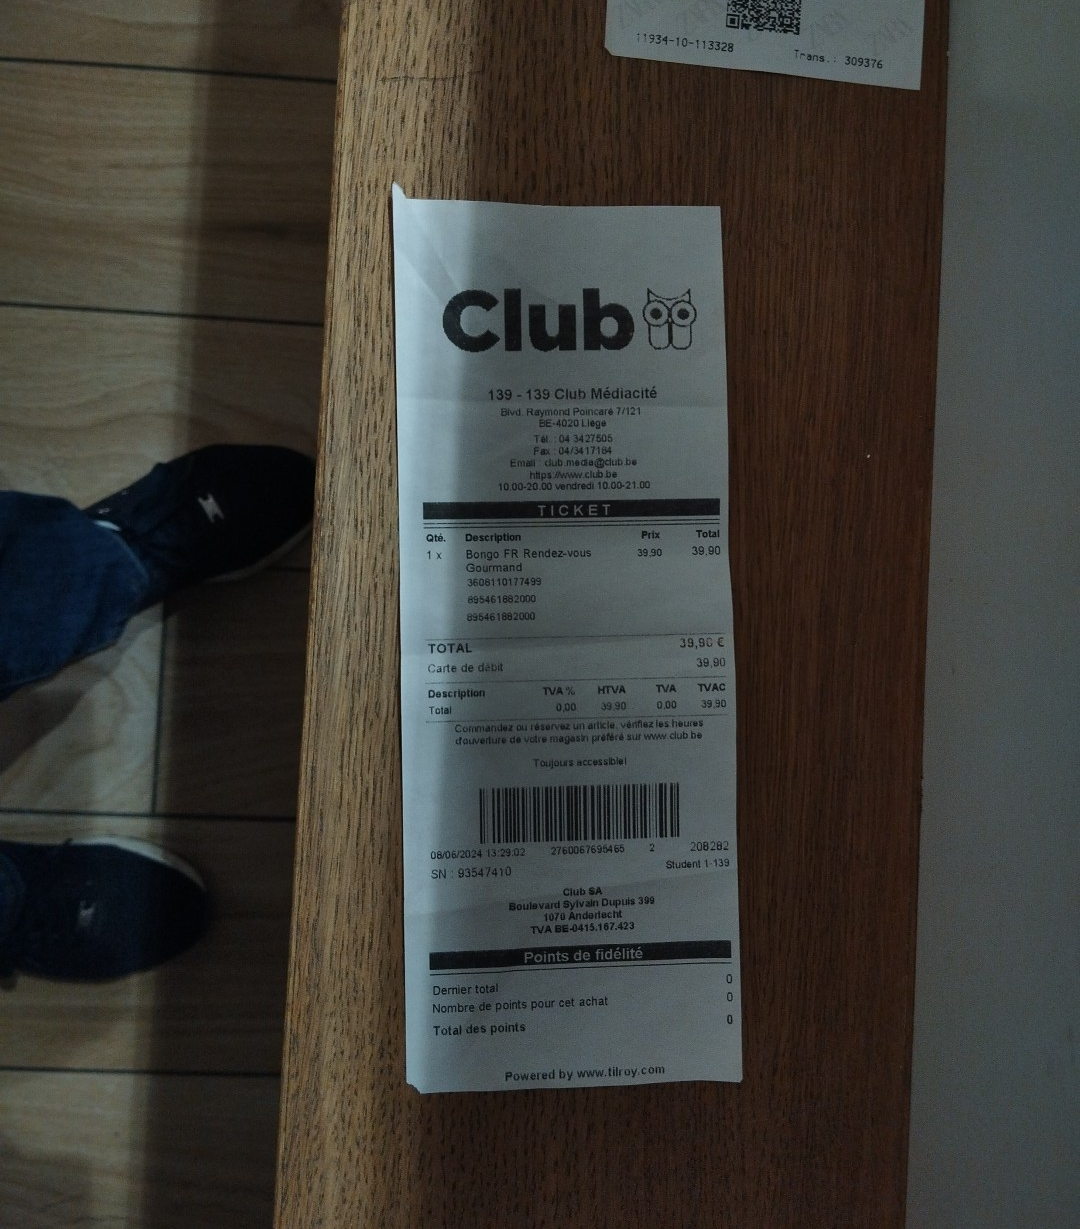 11934-10-113328 Trans.: 309376
Club
139 - 139 Club Médiacité
Blvd. Raymond Poincaré 7/121
BE-4020 Liège
Tél. : 04 3427505
Fax : 04/3417184
Email : club.media@club.be
https://www.club.be
10.00-20.00 vendredi 10.00-21.00
TICKET
Qté. Description Prix Total
1 x Bongo FR Rendez-vous 39,90 39,90
Gourmand
3608110177499
895461882000
895461882000
TOTAL 39,90 €
Carte de débit 39,90
Description TVA % HTVA TVA TVAC
Total 0,00 39,90 0,00 39,90
Commandez ou réservez un article, vérifiez les heures
d'ouverture de votre magasin préféré sur www.club.be
Toujours accessible!
08/06/2024 13:29:02 2760067695465 2 208282
SN : 93547410 Student 1-139
Club SA
Boulevard Sylvain Dupuis 399
1070 Anderlecht
TVA BE-0415.167.423
Points de fidélité
Dernier total 0
Nombre de points pour cet achat 0
Total des points 0
Powered by www.tilroy.com